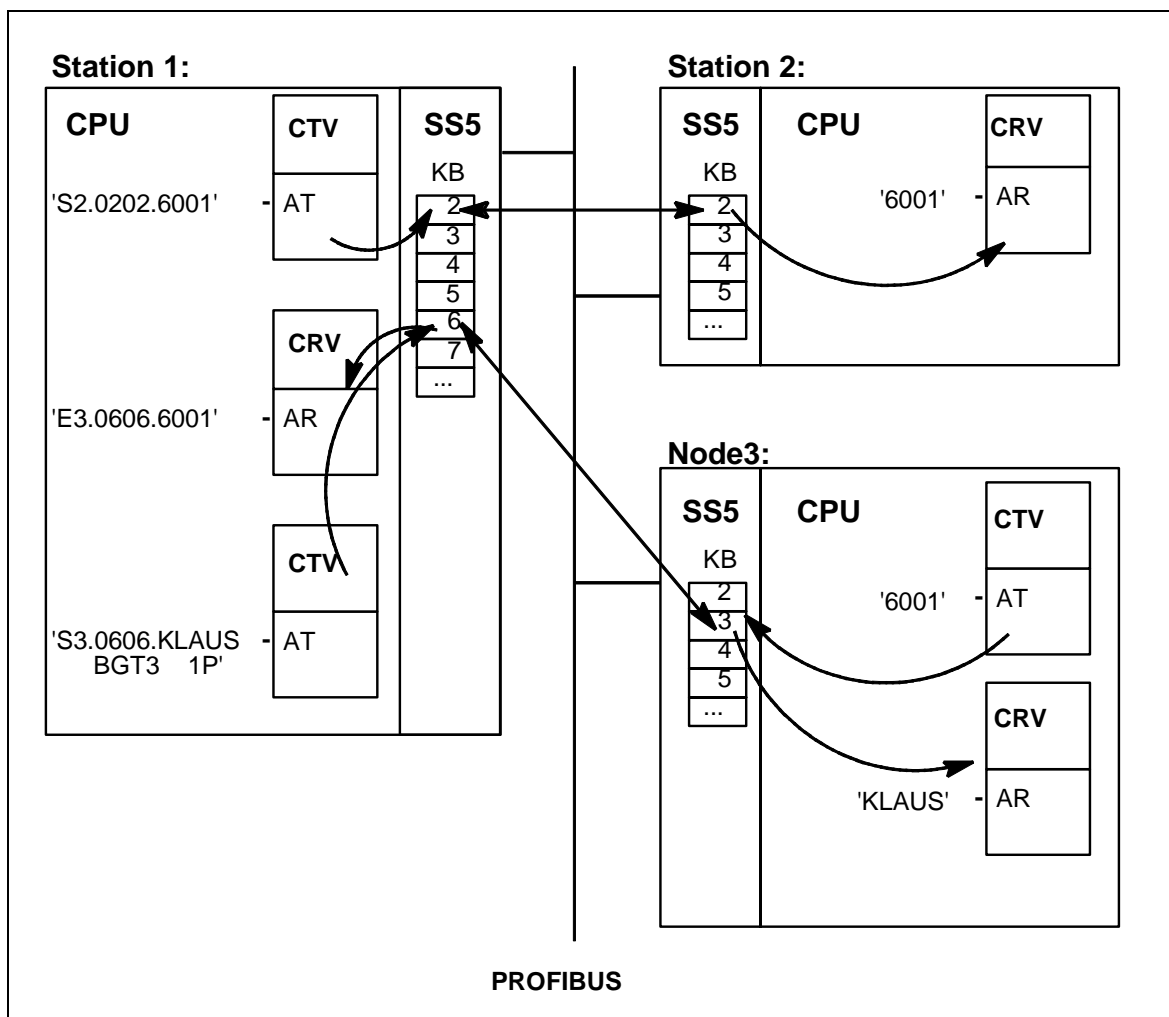 Station 1:
CPU
CTV
SS5
KB
'S2.0202.6001'
- AT
2
3
4
5
6
7
...
CRV
'E3.0606.6001'
- AR
CTV
'S3.0606.KLAUS
BGT3 1P'
- AT
Station 2:
SS5
CPU
CRV
KB
'6001'
- AR
2
3
4
5
...
Node3:
SS5
CPU
CTV
KB
'6001'
- AT
2
3
4
5
...
CRV
'KLAUS'
- AR
PROFIBUS